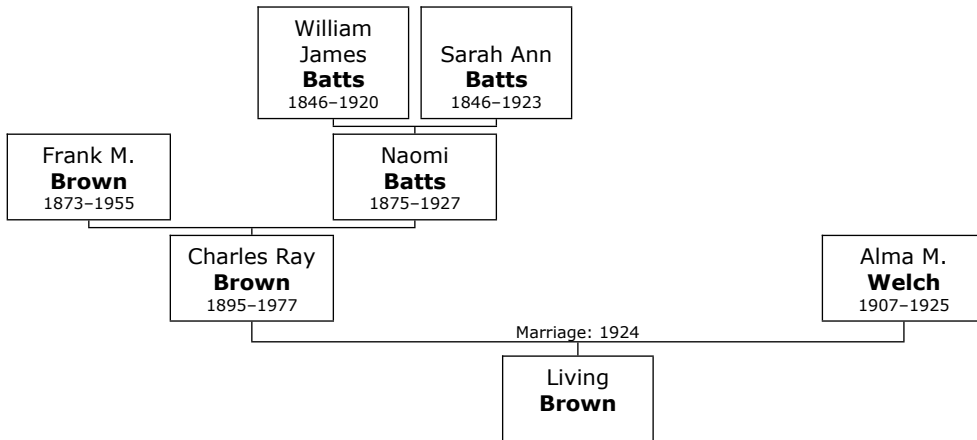 William
James
Batts
1846–1920
Sarah Ann
Batts
1846–1923
Frank M.
Brown
1873–1955
Naomi
Batts
1875–1927
Charles Ray
Brown
1895–1977
Alma M.
Welch
1907–1925
Marriage: 1924
Living
Brown